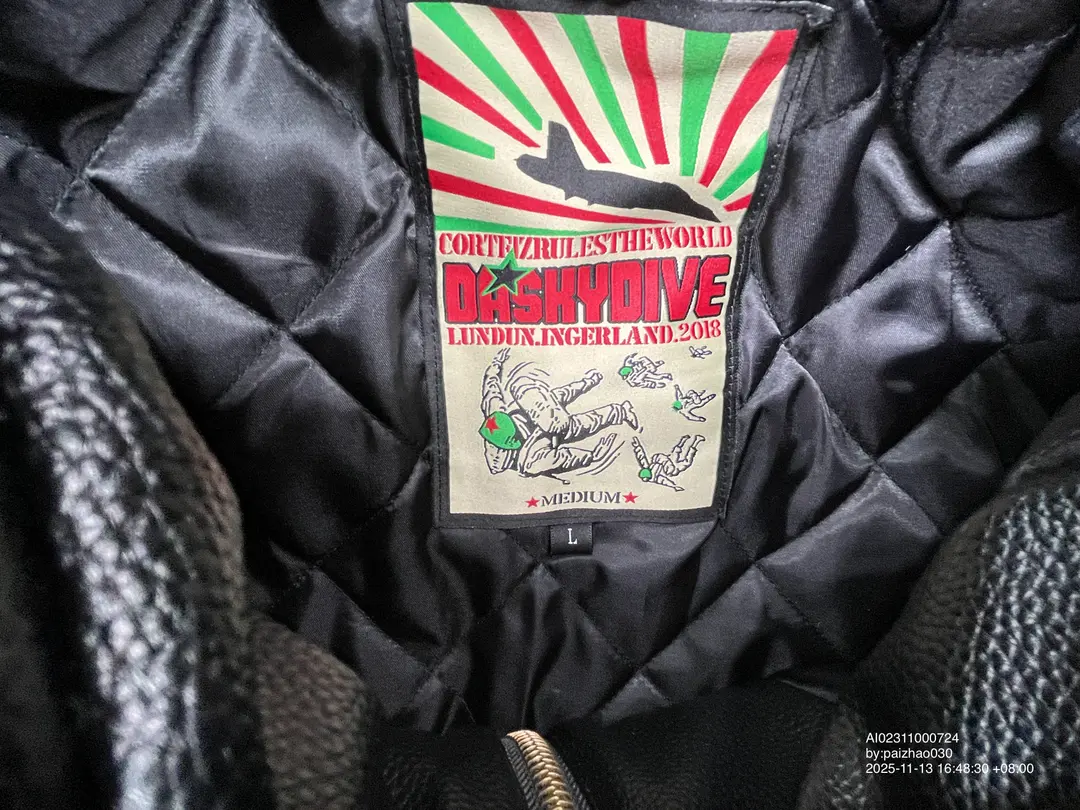 CORTEIZRULESTHEWORLD
DASKYDIVE
LUNDUN.INGERLAND.2018
★MEDIUM★
L
AI02311000724
by:paizhao030
2025-11-13 16:48:30 +08:00